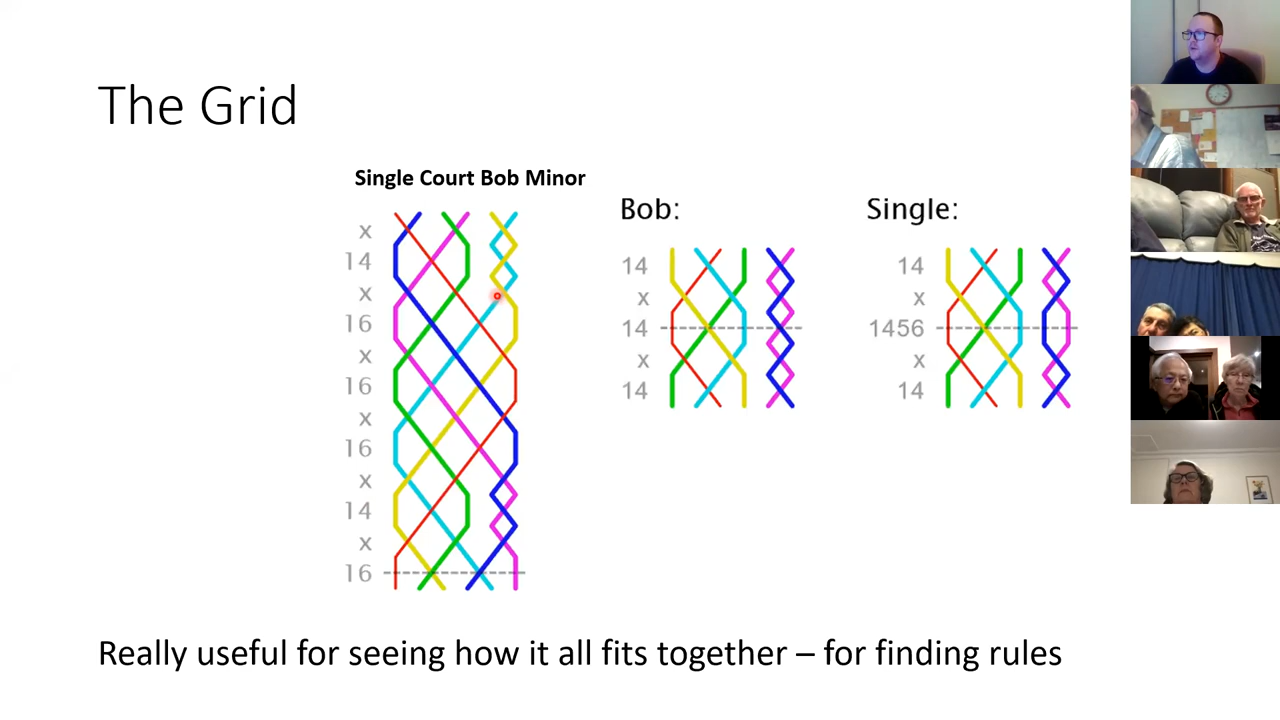 The Grid
Single Court Bob Minor
x
14
x
16
x
16
x
16
x
14
x
16
Bob:
14
x
14
x
14
Single:
14
x
1456
x
14
Really useful for seeing how it all fits together – for finding rules